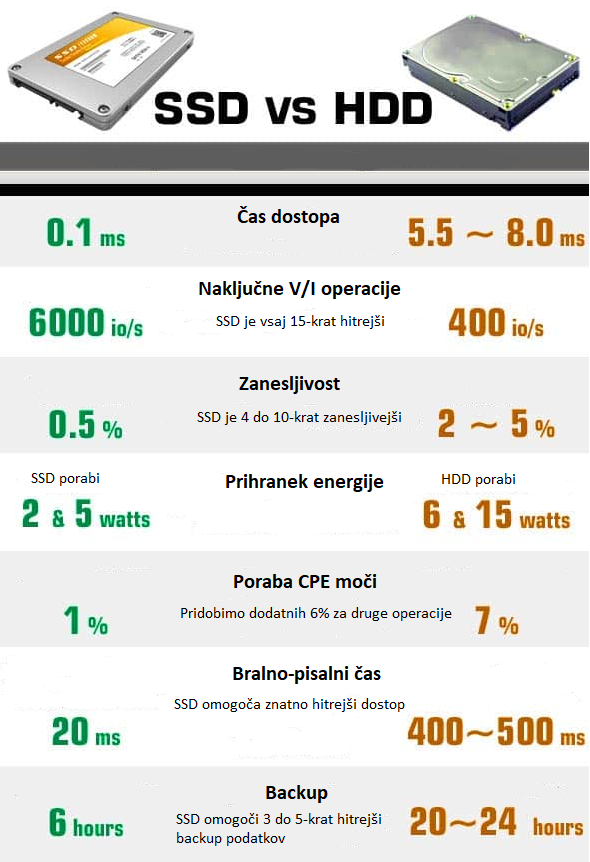 SSD
SSD vs HDD
Čas dostopa
0.1 ms
5.5 ~ 8.0 ms
Naključne V/I operacije
6000 io/s
SSD je vsaj 15-krat hitrejši
400 io/s
Zanesljivost
0.5 %
SSD je 4 do 10-krat zanesljivejši
2 ~ 5 %
SSD porabi
Prihranek energije
HDD porabi
2 & 5 watts
6 & 15 watts
Poraba CPE moči
1 %
Pridobimo dodatnih 6% za druge operacije
7 %
Bralno-pisalni čas
SSD omogoča znatno hitrejši dostop
20 ms
400~500 ms
Backup
6 hours
SSD omogoči 3 do 5-krat hitrejši
backup podatkov
20~24 hours